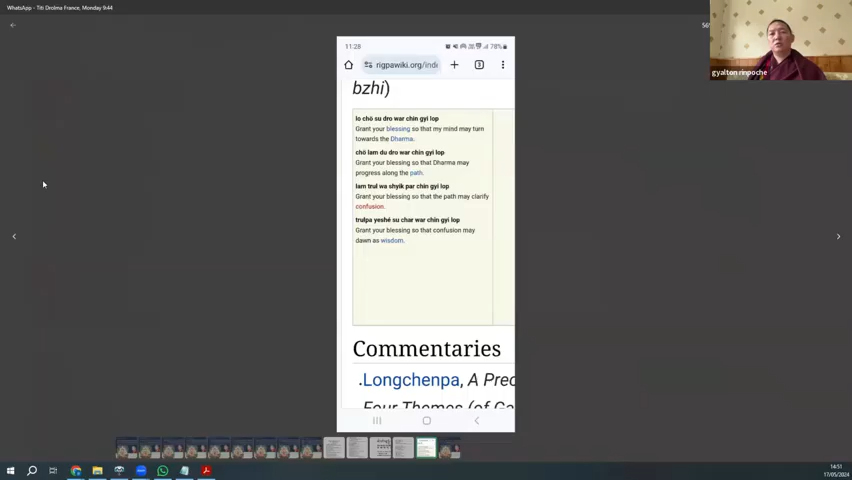 WhatsApp - Titi Drolma France, Monday 9:44
gyalton rinpoche
11:28
78%
rigpawiki.org/inde
3
bzhi)
lo chö su dro war chin gyi lop
Grant your blessing so that my mind may turn
towards the Dharma.
chö lam du dro war chin gyi lop
Grant your blessing so that Dharma may
progress along the path.
lam trul wa shyik par chin gyi lop
Grant your blessing so that the path may clarify
confusion.
trulpa yeshé su char war chin gyi lop
Grant your blessing so that confusion may
dawn as wisdom.
Commentaries
Longchenpa, A Prec
Four Themes (of Ga
14:51
17/05/2024